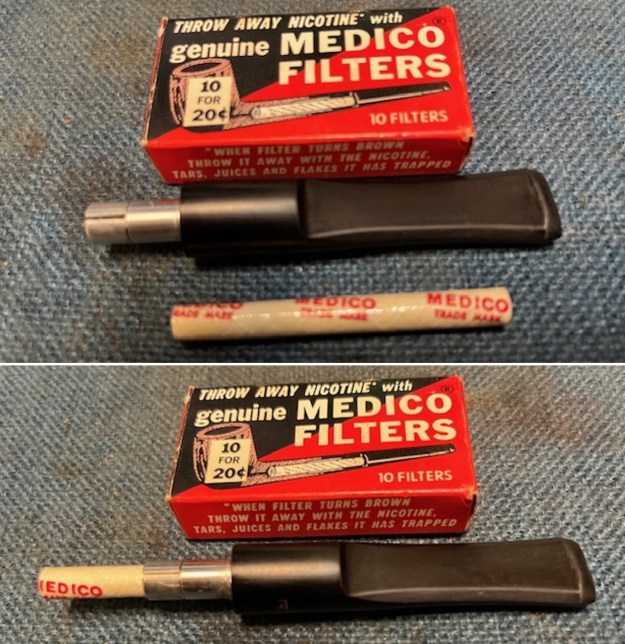 THROW AWAY NICOTINE* with
genuine MEDICO®
FILTERS
10
FOR
20¢
10 FILTERS
*WHEN FILTER TURNS BROWN
THROW IT AWAY WITH THE NICOTINE,
TARS, JUICES AND FLAKES IT HAS TRAPPED
MEDICO MEDICO MEDICO
TRADE MARK TRADE MARK TRADE MARK
THROW AWAY NICOTINE* with
genuine MEDICO®
FILTERS
10
FOR
20¢
10 FILTERS
*WHEN FILTER TURNS BROWN
THROW IT AWAY WITH THE NICOTINE,
TARS, JUICES AND FLAKES IT HAS TRAPPED
MEDICO